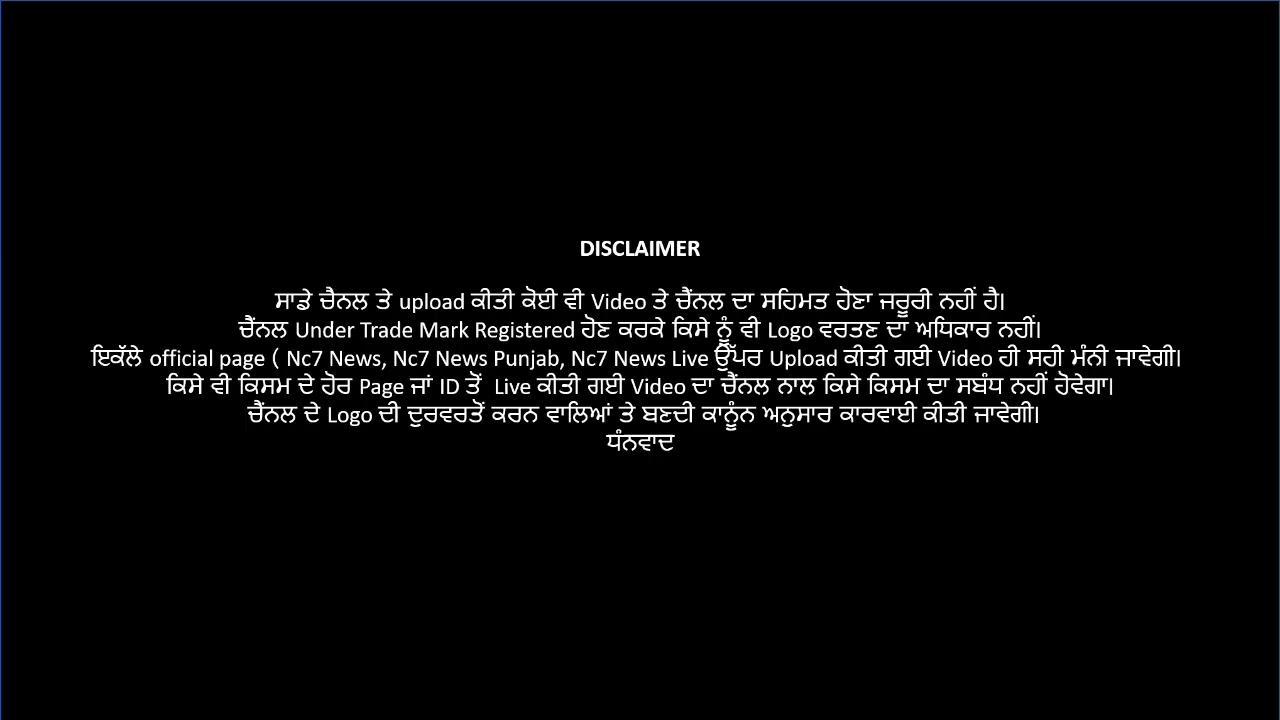 DISCLAIMER
ਸਾਡੇ ਚੈਨਲ ਤੇ upload ਕੀਤੀ ਕੋਈ ਵੀ Video ਤੇ ਚੈਂਨਲ ਦਾ ਸਹਿਮਤ ਹੋਣਾ ਜਰੂਰੀ ਨਹੀਂ ਹੈ।
ਚੈਂਨਲ Under Trade Mark Registered ਹੋਣ ਕਰਕੇ ਕਿਸੇ ਨੂੰ ਵੀ Logo ਵਰਤਣ ਦਾ ਅਧਿਕਾਰ ਨਹੀਂ।
ਇਕੱਲੇ official page ( Nc7 News, Nc7 News Punjab, Nc7 News Live ਉੱਪਰ Upload ਕੀਤੀ ਗਈ Video ਹੀ ਸਹੀ ਮੰਨੀ ਜਾਵੇਗੀ।
ਕਿਸੇ ਵੀ ਕਿਸਮ ਦੇ ਹੋਰ Page ਜਾਂ ID ਤੋਂ Live ਕੀਤੀ ਗਈ Video ਦਾ ਚੈਂਨਲ ਨਾਲ ਕਿਸੇ ਕਿਸਮ ਦਾ ਸਬੰਧ ਨਹੀਂ ਹੋਵੇਗਾ।
ਚੈਂਨਲ ਦੇ Logo ਦੀ ਦੁਰਵਰਤੋਂ ਕਰਨ ਵਾਲਿਆਂ ਤੇ ਬਣਦੀ ਕਾਨੂੰਨ ਅਨੁਸਾਰ ਕਾਰਵਾਈ ਕੀਤੀ ਜਾਵੇਗੀ।
ਧੰਨਵਾਦ